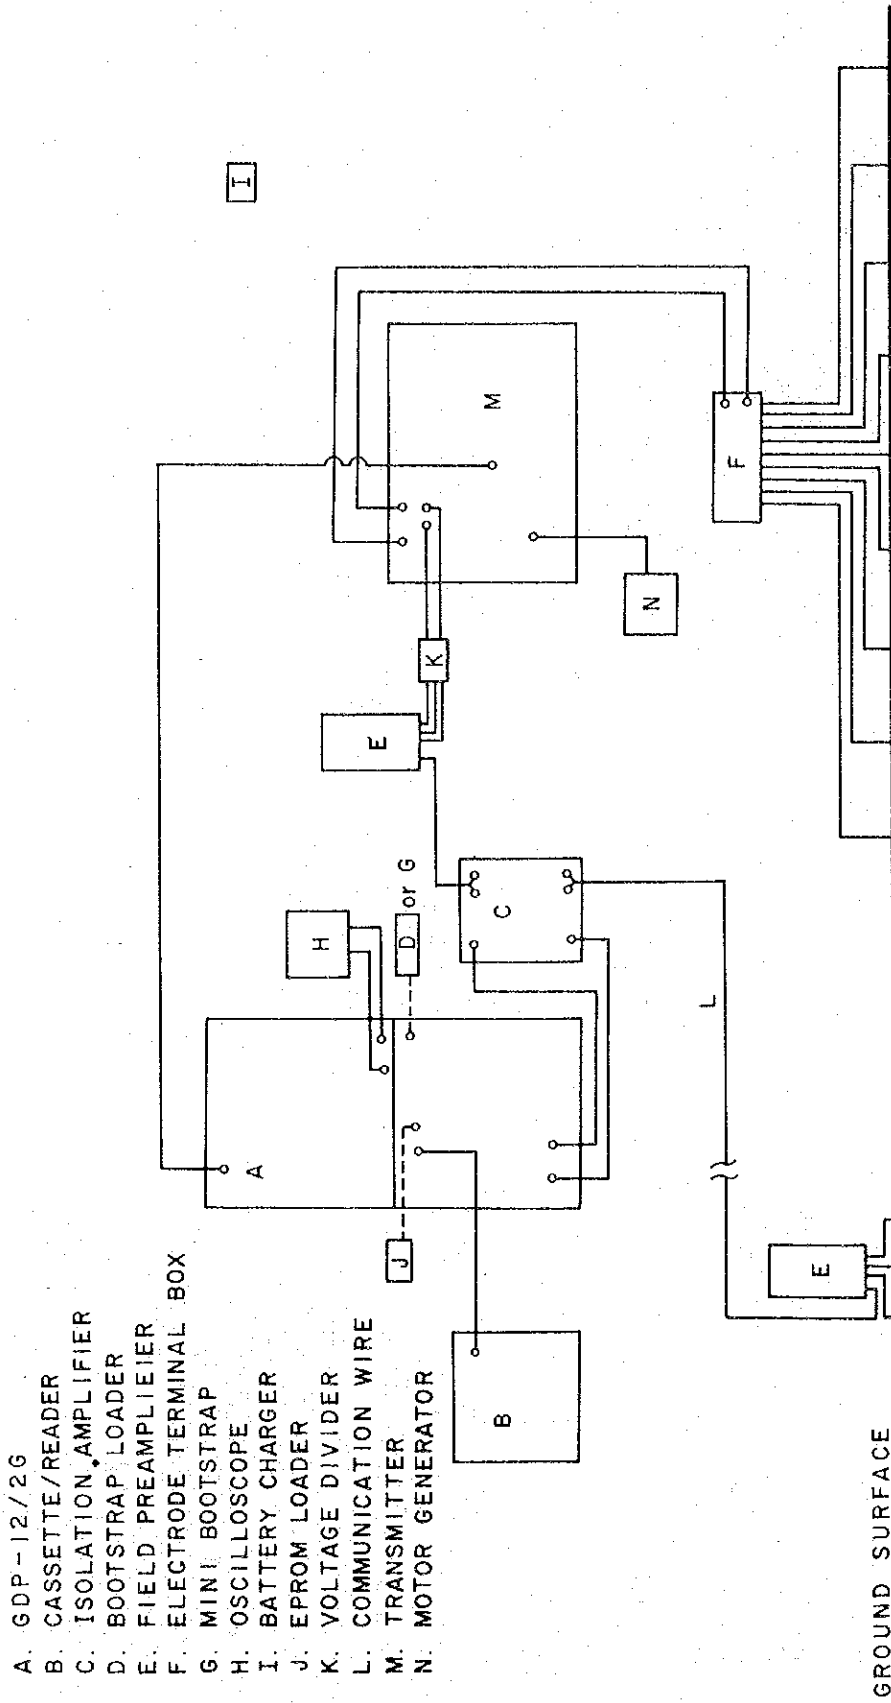 A. GDP-12/2G
B. CASSETTE/READER
C. ISOLATION AMPLIFIER
D. BOOTSTRAP LOADER
E. FIELD PREAMPLIEIER
F. ELECTRODE TERMINAL BOX
G. MINI BOOTSTRAP
H. OSCILLOSCOPE
I. BATTERY CHARGER
J. EPROM LOADER
K. VOLTAGE DIVIDER
L. COMMUNICATION WIRE
M. TRANSMITTER
N. MOTOR GENERATOR
I
A
H
J
D or G
E
K
M
B
C
N
L
F
E
GROUND SURFACE